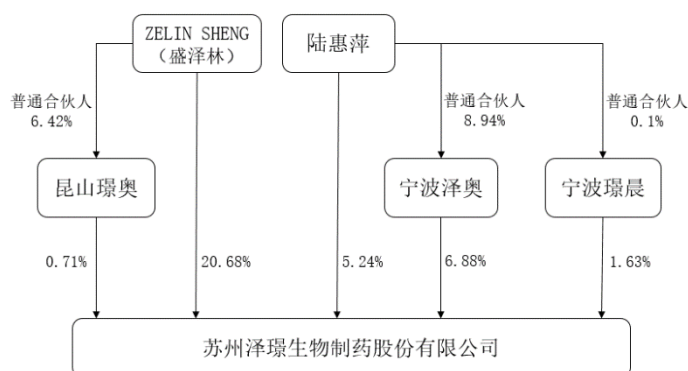 ZELIN SHENG
（盛泽林）
陆惠萍
普通合伙人
6.42%
普通合伙人
8.94%
普通合伙人
0.1%
昆山璟奥
宁波泽奥
宁波璟晨
0.71%
20.68%
5.24%
6.88%
1.63%
苏州泽璟生物制药股份有限公司